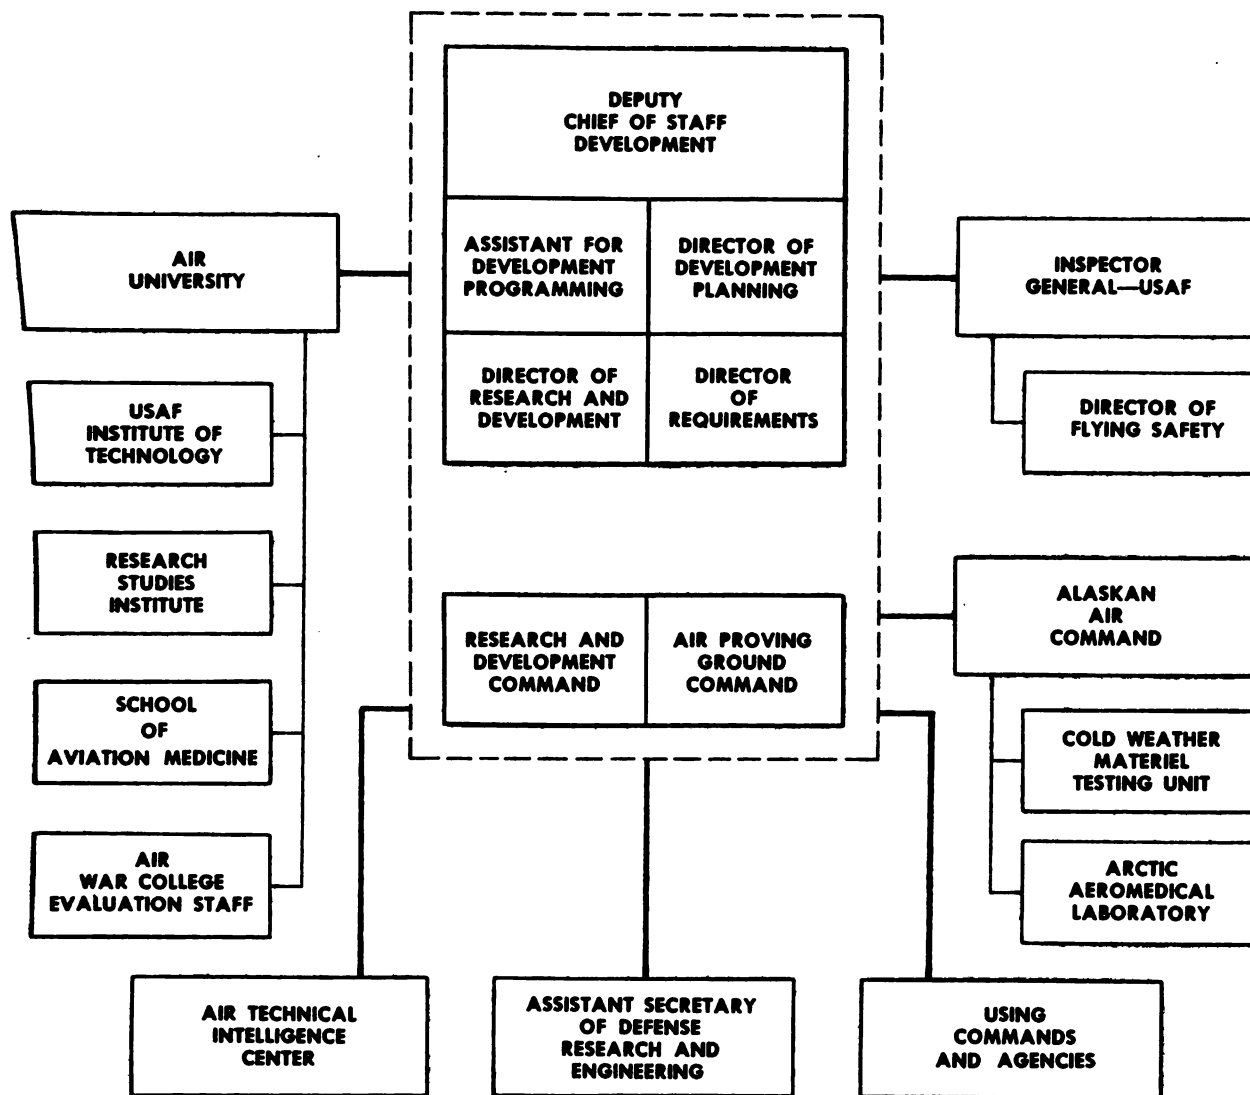 DEPUTY
CHIEF OF STAFF
DEVELOPMENT
ASSISTANT FOR
DEVELOPMENT
PROGRAMMING
DIRECTOR OF
DEVELOPMENT
PLANNING
DIRECTOR OF
RESEARCH AND
DEVELOPMENT
DIRECTOR
OF
REQUIREMENTS
RESEARCH AND
DEVELOPMENT
COMMAND
AIR PROVING
GROUND
COMMAND
AIR
UNIVERSITY
USAF
INSTITUTE OF
TECHNOLOGY
RESEARCH
STUDIES
INSTITUTE
SCHOOL
OF
AVIATION MEDICINE
AIR
WAR COLLEGE
EVALUATION STAFF
INSPECTOR
GENERAL—USAF
DIRECTOR OF
FLYING SAFETY
ALASKAN
AIR
COMMAND
COLD WEATHER
MATERIEL
TESTING UNIT
ARCTIC
AEROMEDICAL
LABORATORY
AIR TECHNICAL
INTELLIGENCE
CENTER
ASSISTANT SECRETARY
OF DEFENSE
RESEARCH AND
ENGINEERING
USING
COMMANDS
AND AGENCIES